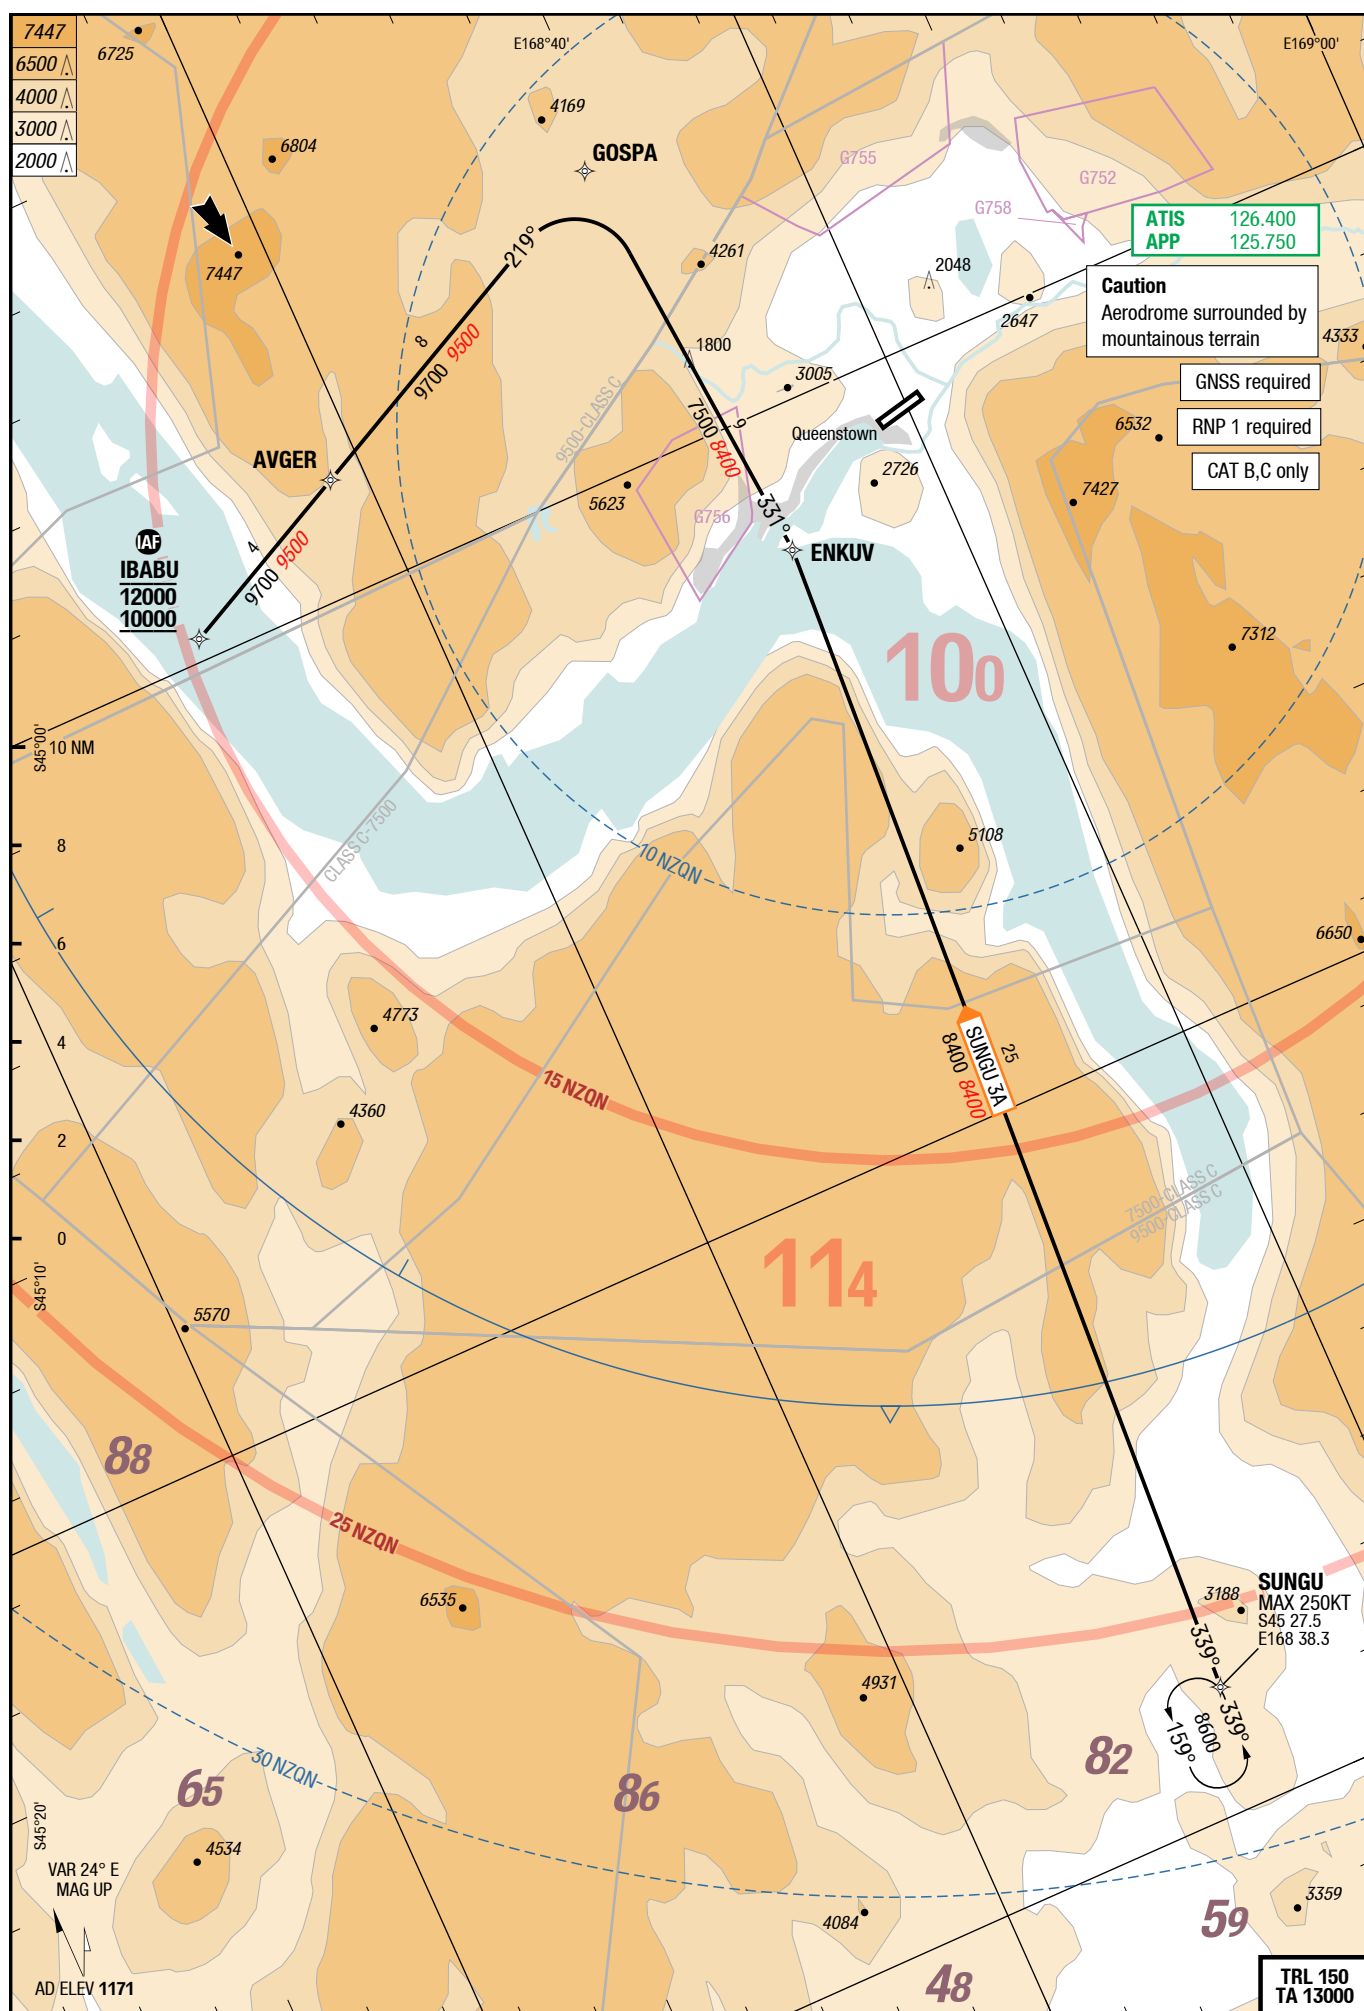 7447
6500
4000
3000
2000
6725
E168°40'
E169°00'
4169
6804
GOSPA
G755
G752
G758
ATIS 126.400
APP 125.750
Caution
Aerodrome surrounded by
mountainous terrain
GNSS required
RNP 1 required
CAT B,C only
7447
219°
4261
2048
2647
4333
8
9700 9500
1800
3005
9500-CLASS C
7500 8400
9
Queenstown
2726
6532
7427
AVGER
5623
G756
331°
ENKUV
IAF
IBABU
12000
10000
4
9700 9500
100
7312
S45°00'
10 NM
8
6
4
2
0
CLASS C-7500
10 NZQN
5108
6650
4773
15 NZQN
SUNGU 3A
25
8400 8400
4360
7500-CLASS C
9500-CLASS C
114
S45°10'
5570
88
25 NZQN
6535
3188
SUNGU
MAX 250KT
S45 27.5
E168 38.3
339°
339°
8600
159°
4931
30 NZQN
65
86
82
S45°20'
4534
VAR 24° E
MAG UP
4084
59
3359
AD ELEV 1171
48
TRL 150
TA 13000